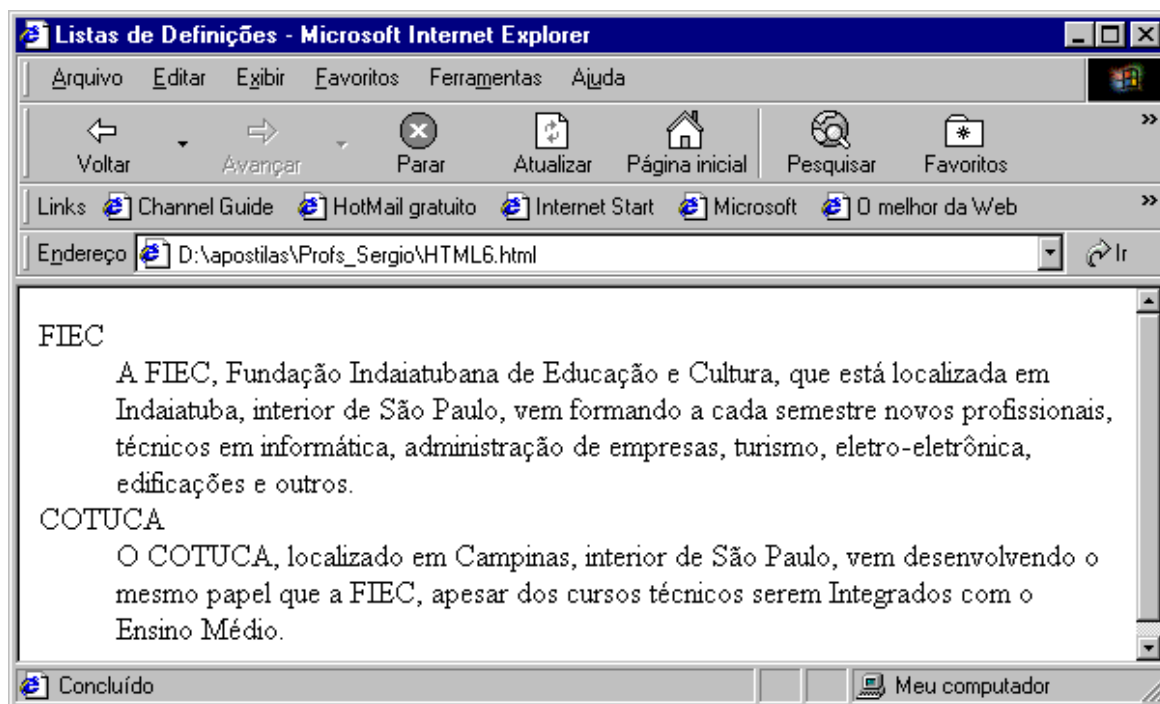 Listas de Definições - Microsoft Internet Explorer
Arquivo Editar Exibir Favoritos Ferramentas Ajuda
Voltar Avançar Parar Atualizar Página inicial Pesquisar Favoritos »
Links Channel Guide HotMail gratuito Internet Start Microsoft O melhor da Web »
Endereço D:\apostilas\Profs_Sergio\HTML6.html Ir
FIEC
A FIEC, Fundação Indaiatubana de Educação e Cultura, que está localizada em
Indaiatuba, interior de São Paulo, vem formando a cada semestre novos profissionais,
técnicos em informática, administração de empresas, turismo, eletro-eletrônica,
edificações e outros.
COTUCA
O COTUCA, localizado em Campinas, interior de São Paulo, vem desenvolvendo o
mesmo papel que a FIEC, apesar dos cursos técnicos serem Integrados com o
Ensino Médio.
Concluído Meu computador